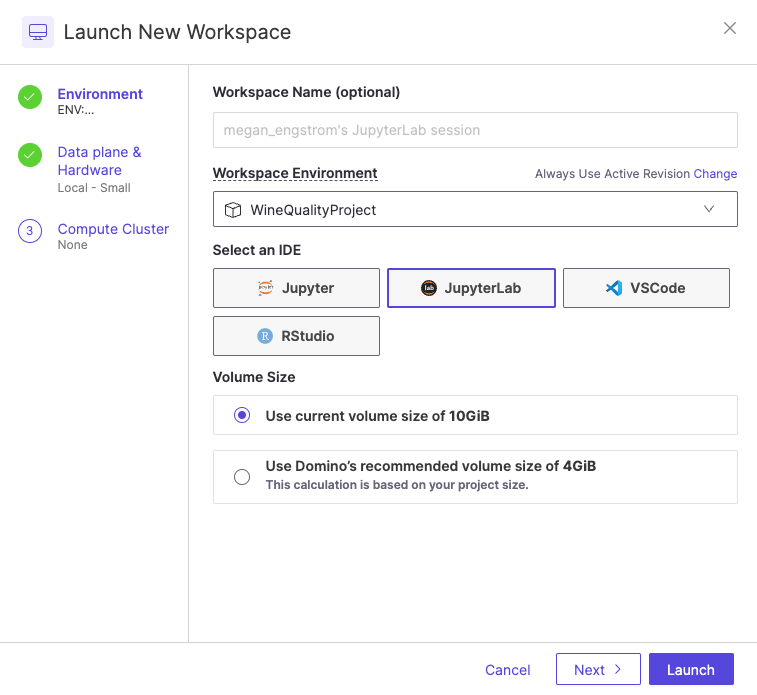 Launch New Workspace
Environment
ENV:...
Data plane &
Hardware
Local - Small
3
Compute Cluster
None
Workspace Name (optional)
megan_engstrom's JupyterLab session
Workspace Environment
Always Use Active Revision Change
WineQualityProject
Select an IDE
jupyter Jupyter
lab JupyterLab
VSCode
R RStudio
Volume Size
Use current volume size of 10GiB
Use Domino’s recommended volume size of 4GiB
This calculation is based on your project size.
Cancel
Next
Launch